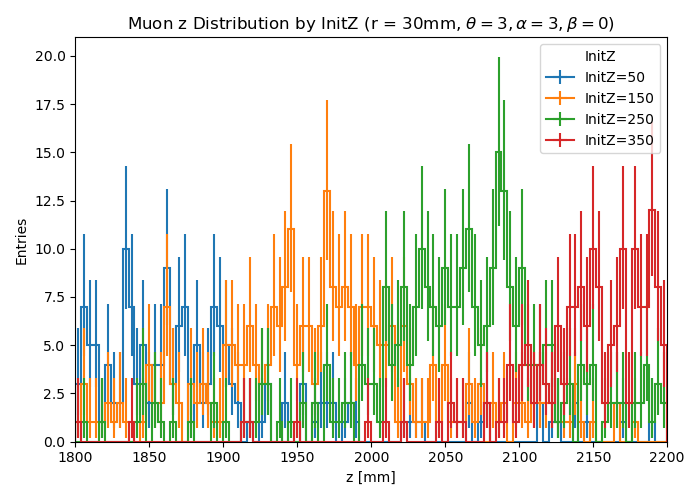 Muon z Distribution by InitZ (r = 30mm, θ = 3, α = 3, β = 0)
20.0
17.5
15.0
12.5
10.0
7.5
5.0
2.5
0.0
Entries
InitZ
InitZ=50
InitZ=150
InitZ=250
InitZ=350
1800 1850 1900 1950 2000 2050 2100 2150 2200
z [mm]